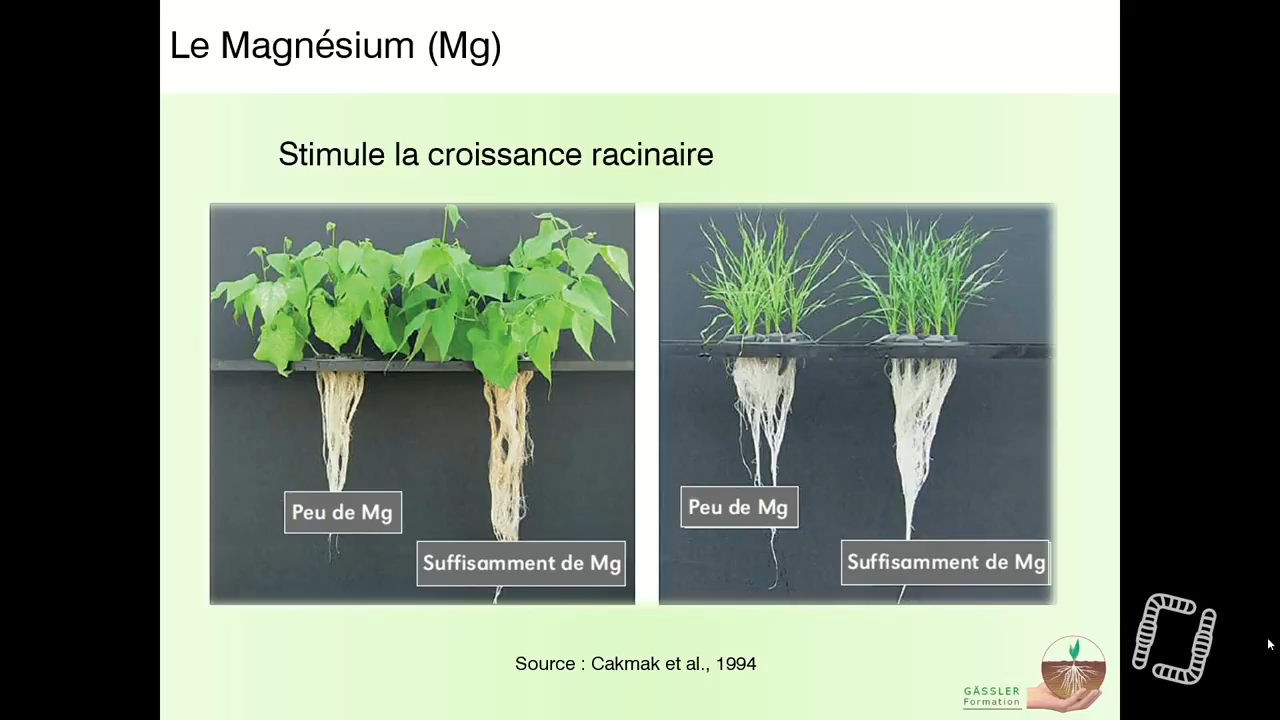 Le Magnésium (Mg)
Stimule la croissance racinaire
Peu de Mg
Suffisamment de Mg
Peu de Mg
Suffisamment de Mg
Source : Cakmak et al., 1994
GÄSSLER
Formation